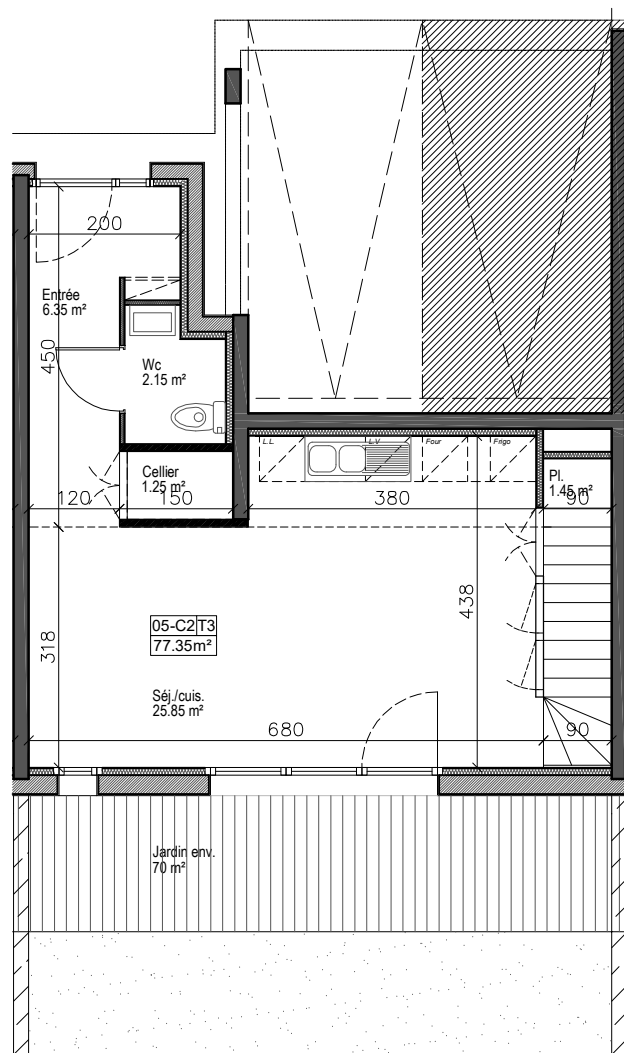 200
Entrée
6.35 m²
450
Wc
2.15 m²
L.L
L.V
Four
Frigo
Cellier
1.25 m²
Pl.
1.45 m²
120
150
380
90
438
318
05-C2 T3
77.35m²
Séj./cuis.
25.85 m²
680
90
Jardin env.
70 m²